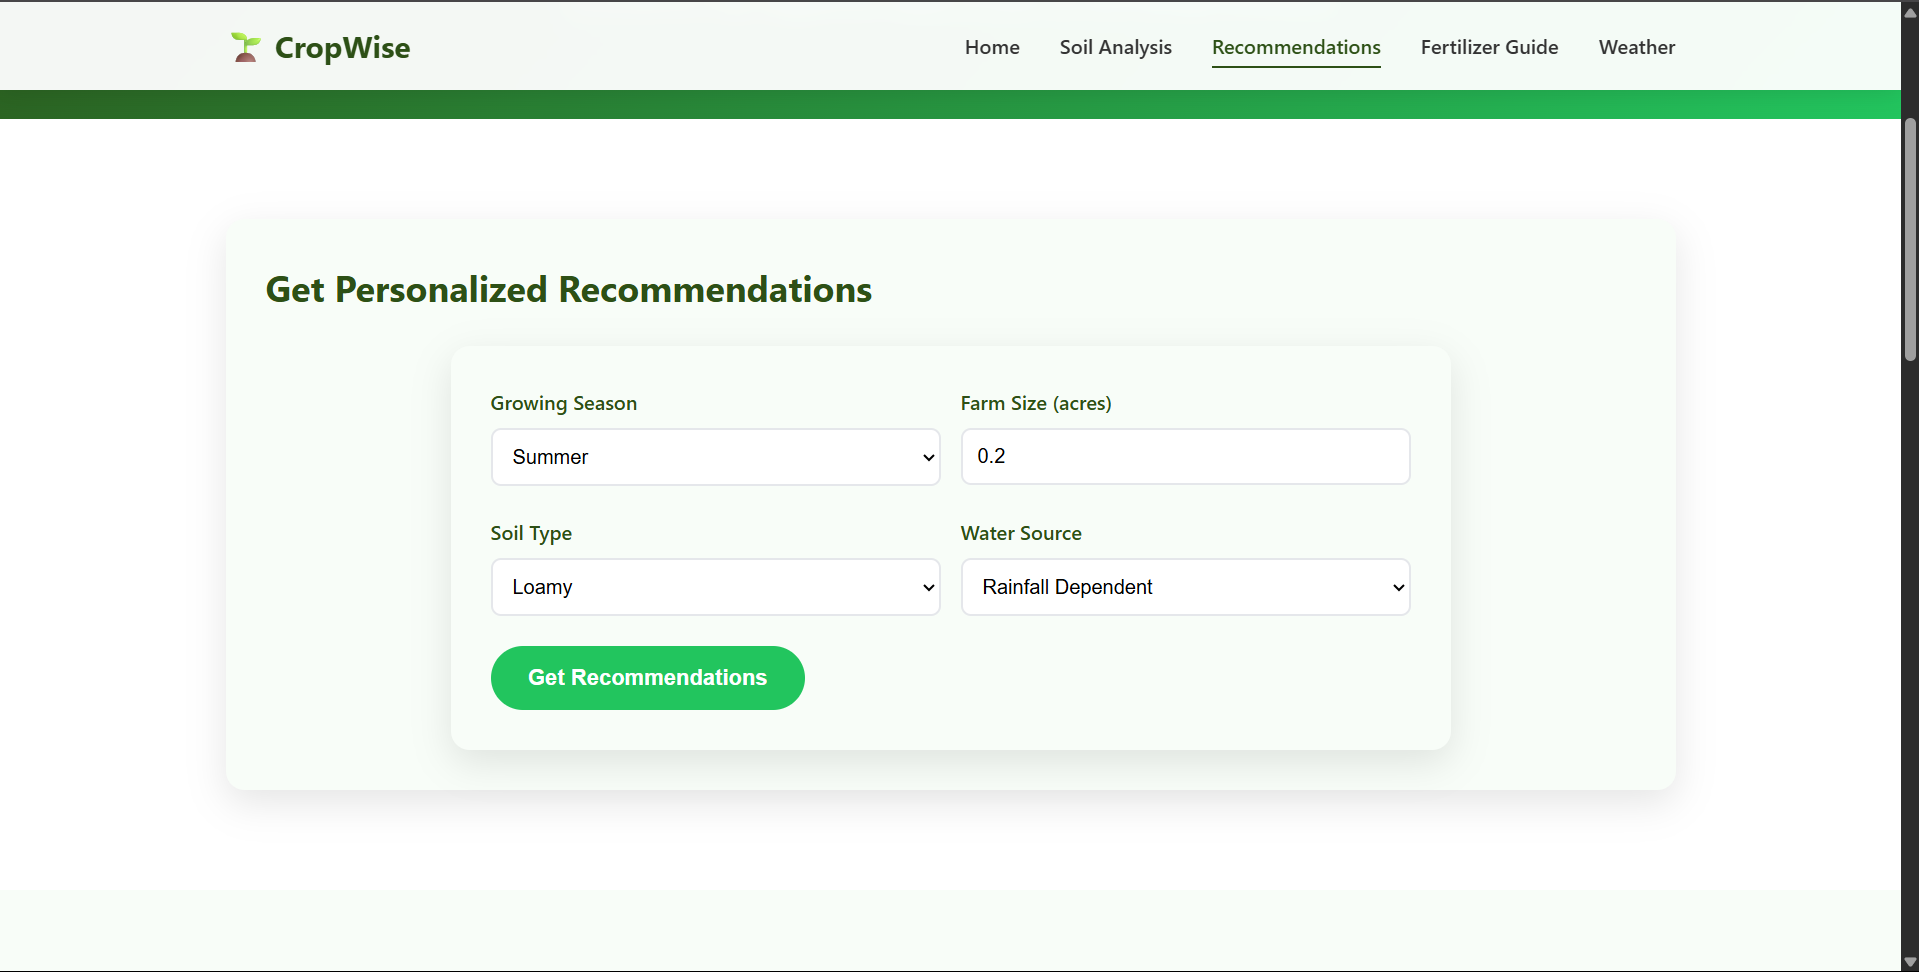 CropWise
Home Soil Analysis Recommendations Fertilizer Guide Weather
Get Personalized Recommendations
Growing Season Farm Size (acres)
Summer 0.2
Soil Type Water Source
Loamy Rainfall Dependent
Get Recommendations